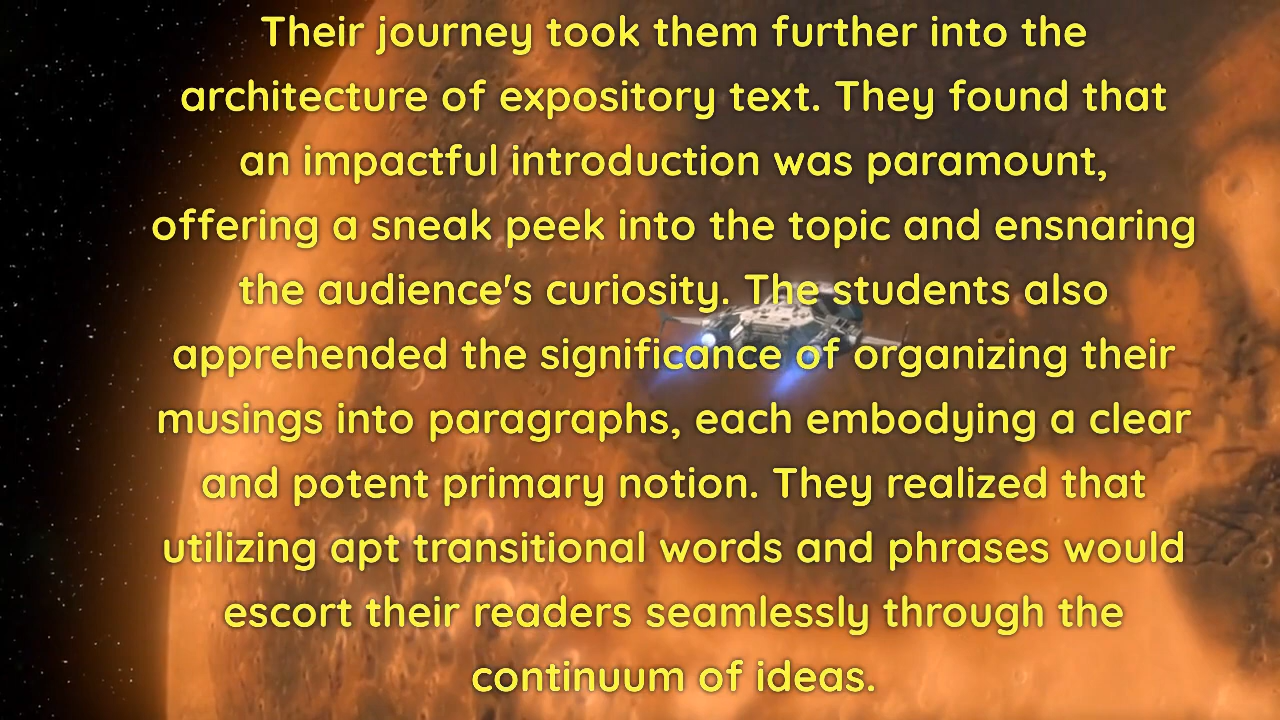 Their journey took them further into the
architecture of expository text. They found that
an impactful introduction was paramount,
offering a sneak peek into the topic and ensnaring
the audience's curiosity. The students also
apprehended the significance of organizing their
musings into paragraphs, each embodying a clear
and potent primary notion. They realized that
utilizing apt transitional words and phrases would
escort their readers seamlessly through the
continuum of ideas.